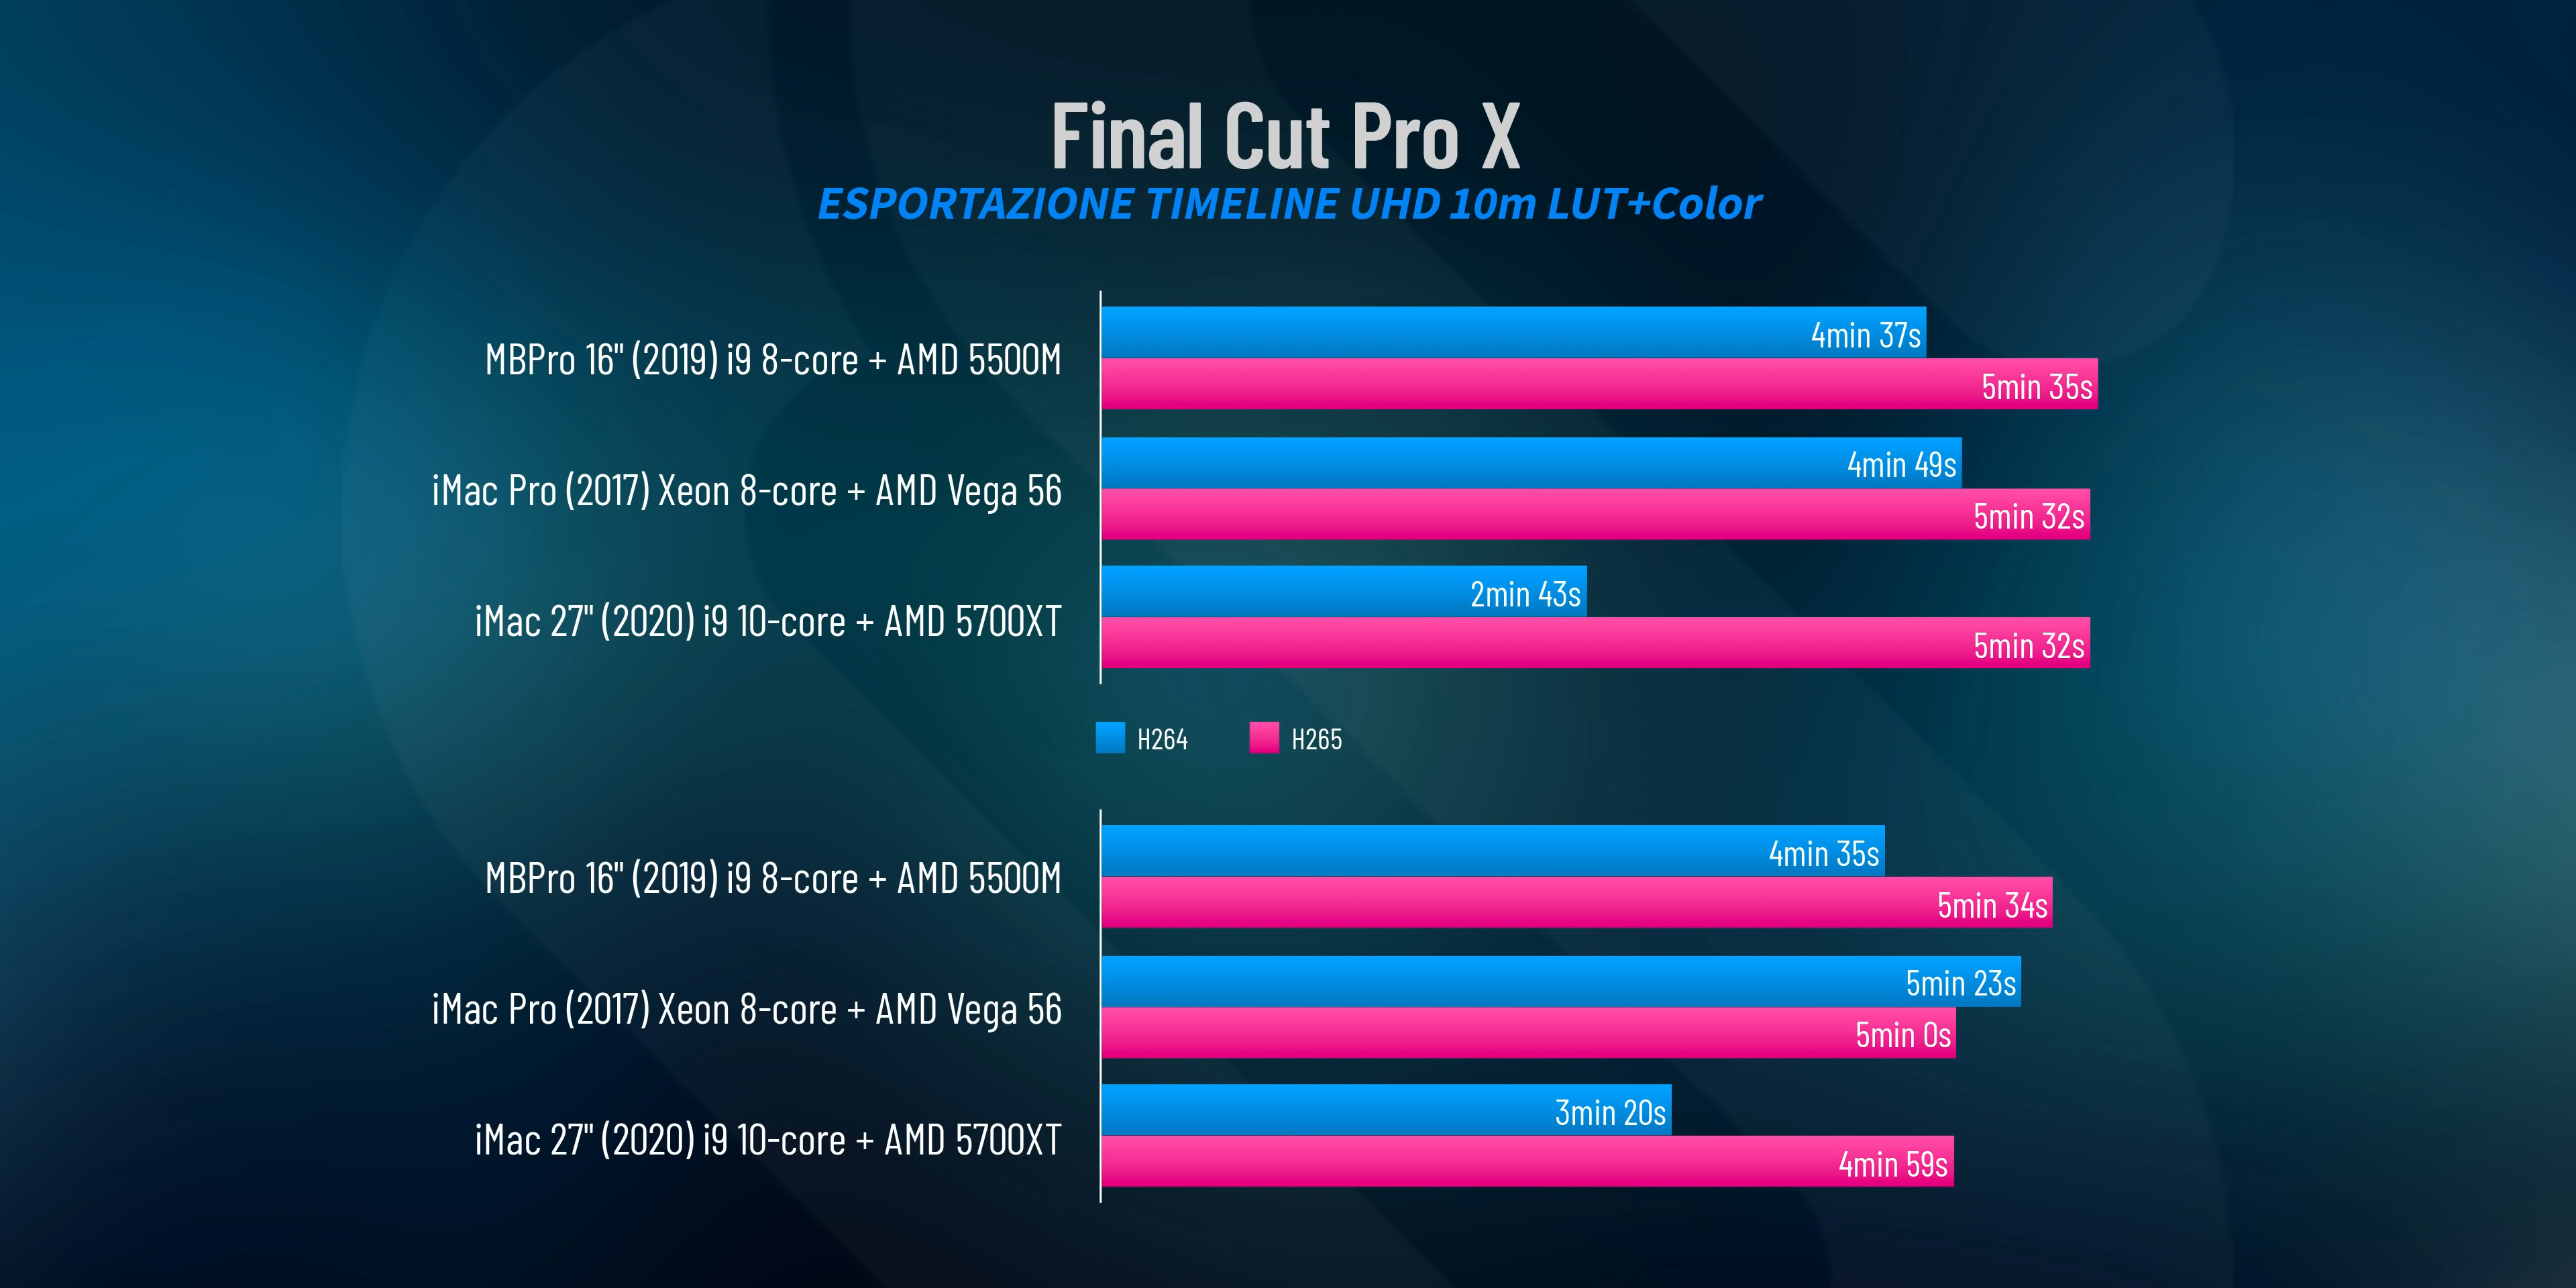 Final Cut Pro X
ESPORTAZIONE TIMELINE UHD 10m LUT+Color
MBPro 16" (2019) i9 8-core + AMD 5500M
4min 37s
5min 35s
iMac Pro (2017) Xeon 8-core + AMD Vega 56
4min 49s
5min 32s
iMac 27" (2020) i9 10-core + AMD 5700XT
2min 43s
5min 32s
H264
H265
MBPro 16" (2019) i9 8-core + AMD 5500M
4min 35s
5min 34s
iMac Pro (2017) Xeon 8-core + AMD Vega 56
5min 23s
5min 0s
iMac 27" (2020) i9 10-core + AMD 5700XT
3min 20s
4min 59s